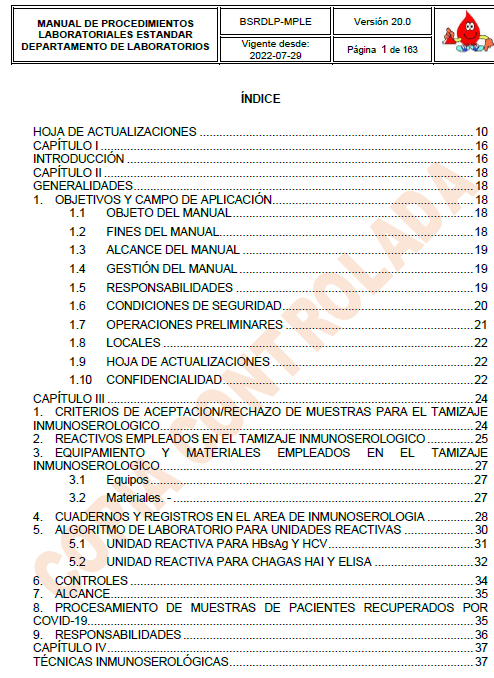 MANUAL DE PROCEDIMIENTOS
LABORATORIALES ESTANDAR
DEPARTAMENTO DE LABORATORIOS
BSRDLP-MPLE
Versión 20.0
Vigente desde:
2022-07-29
Página 1 de 163
ÍNDICE
HOJA DE ACTUALIZACIONES ........ 10
CAPÍTULO I ........ 16
INTRODUCCIÓN ........ 16
CAPÍTULO II ........ 18
GENERALIDADES ........ 18
1. OBJETIVOS Y CAMPO DE APLICACIÓN ........ 18
1.1 OBJETO DEL MANUAL ........ 18
1.2 FINES DEL MANUAL ........ 18
1.3 ALCANCE DEL MANUAL ........ 19
1.4 GESTIÓN DEL MANUAL ........ 19
1.5 RESPONSABILIDADES ........ 19
1.6 CONDICIONES DE SEGURIDAD ........ 20
1.7 OPERACIONES PRELIMINARES ........ 21
1.8 LOCALES ........ 22
1.9 HOJA DE ACTUALIZACIONES ........ 22
1.10 CONFIDENCIALIDAD ........ 22
CAPÍTULO III ........ 24
1. CRITERIOS DE ACEPTACION/RECHAZO DE MUESTRAS PARA EL TAMIZAJE
INMUNOSEROLOGICO ........ 24
2. REACTIVOS EMPLEADOS EN EL TAMIZAJE INMUNOSEROLOGICO ........ 25
3. EQUIPAMIENTO Y MATERIALES EMPLEADOS EN EL TAMIZAJE
INMUNOSEROLOGICO ........ 27
3.1 Equipos ........ 27
3.2 Materiales. - ........ 27
4. CUADERNOS Y REGISTROS EN EL AREA DE INMUNOSEROLOGIA ........ 28
5. ALGORITMO DE LABORATORIO PARA UNIDADES REACTIVAS ........ 30
5.1 UNIDAD REACTIVA PARA HBsAg Y HCV ........ 31
5.2 UNIDAD REACTIVA PARA CHAGAS HAI Y ELISA ........ 32
6. CONTROLES ........ 34
7. ALCANCE ........ 35
8. PROCESAMIENTO DE MUESTRAS DE PACIENTES RECUPERADOS POR
COVID-19 ........ 35
9. RESPONSABILIDADES ........ 36
CAPÍTULO IV ........ 37
TÉCNICAS INMUNOSEROLÓGICAS ........ 37
COPIA CONTROLADA